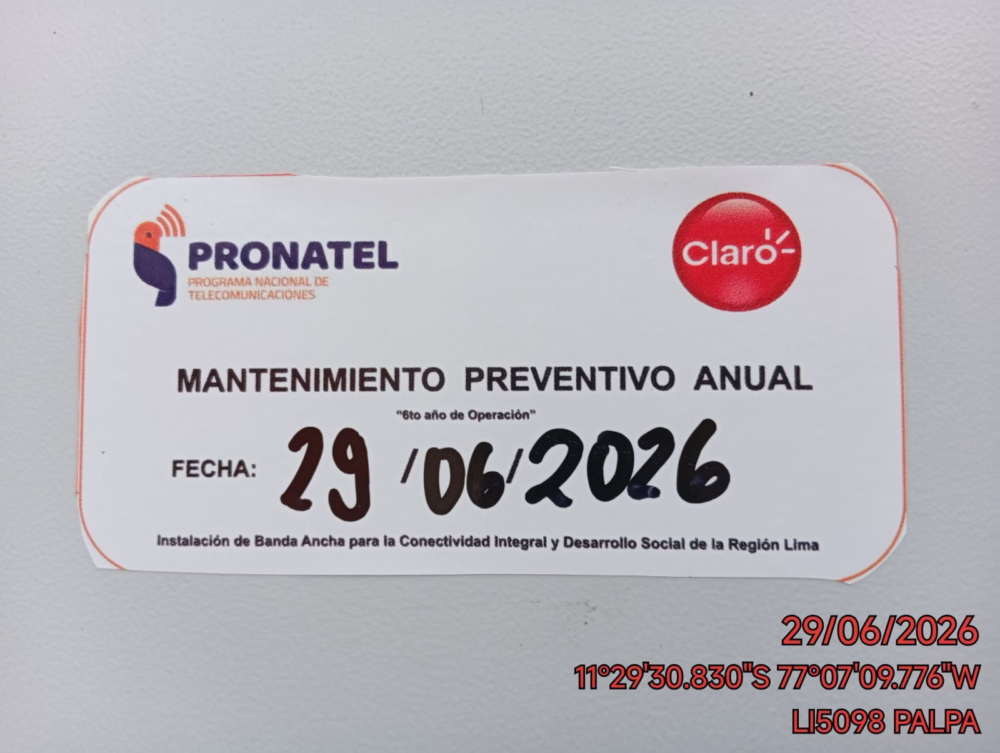 PRONATEL
PROGRAMA NACIONAL DE
TELECOMUNICACIONES
Claro
MANTENIMIENTO PREVENTIVO ANUAL
"6to año de Operación"
FECHA: 29/06/2026
Instalación de Banda Ancha para la Conectividad Integral y Desarrollo Social de la Región Lima
29/06/2026
11°29'30.830"S 77°07'09.776"W
LI5098 PALPA